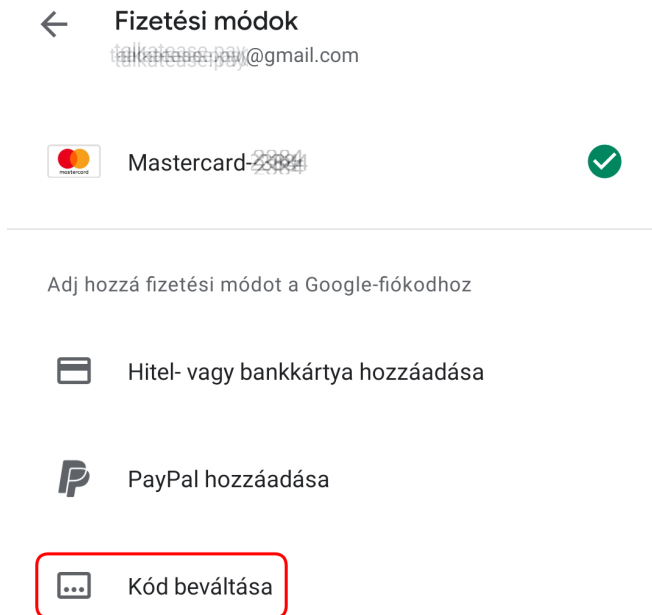 Fizetési módok
@gmail.com
mastercard
Mastercard-
Adj hozzá fizetési módot a Google-fiókodhoz
Hitel- vagy bankkártya hozzáadása
PayPal hozzáadása
Kód beváltása